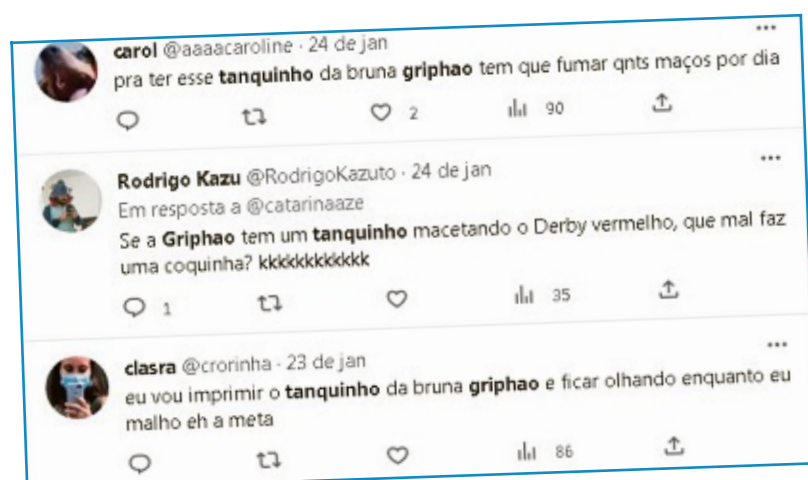 carol @aaaacaroline · 24 de jan
pra ter esse tanquinho da bruna griphao tem que fumar qnts maços por dia
2 90
Rodrigo Kazu @RodrigoKazuto · 24 de jan
Em resposta a @catarinaaze
Se a Griphao tem um tanquinho macetando o Derby vermelho, que mal faz
uma coquinha? kkkkkkkkkkkk
1 35
clasra @crorinha · 23 de jan
eu vou imprimir o tanquinho da bruna griphao e ficar olhando enquanto eu
malho eh a meta
86